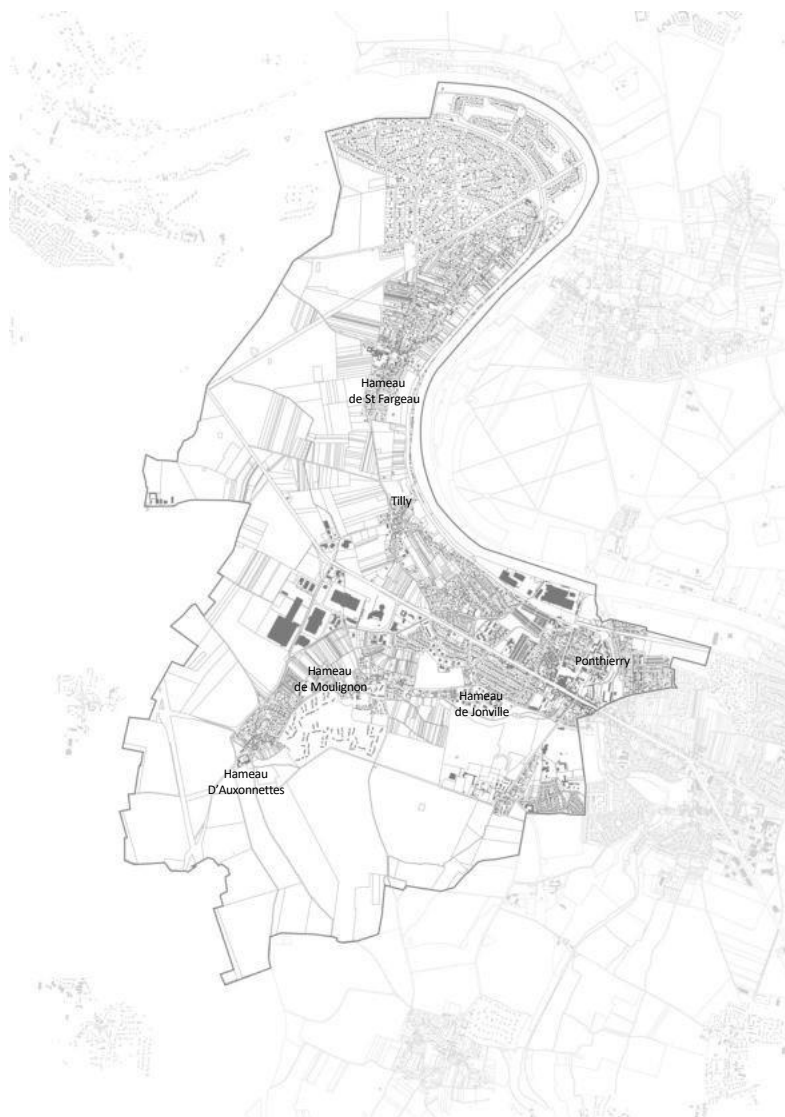 Hameau
de St Fargeau
Tilly
Ponthierry
Hameau
de Moulignon
Hameau
de Jonville
Hameau
D'Auxonnettes